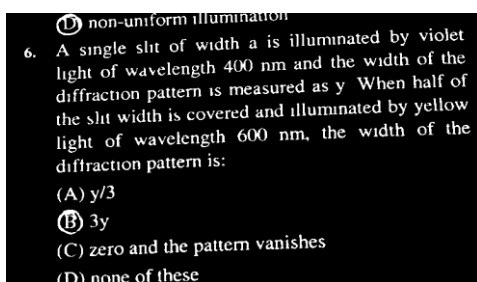 (D) non-uniform illumination
6. A single slit of width a is illuminated by violet
light of wavelength 400 nm and the width of the
diffraction pattern is measured as y When half of
the slit width is covered and illuminated by yellow
light of wavelength 600 nm, the width of the
diffraction pattern is:
(A) y/3
(B) 3y
(C) zero and the pattern vanishes
(D) none of these